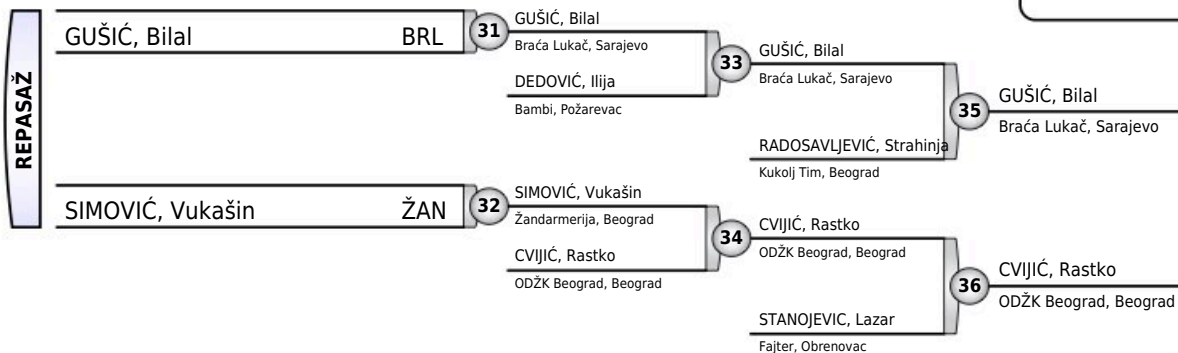 REPASAŽ
GUŠIĆ, Bilal BRL
31
GUŠIĆ, Bilal
Braća Lukač, Sarajevo
DEDOVIĆ, Ilija
Bambi, Požarevac
33
GUŠIĆ, Bilal
Braća Lukač, Sarajevo
RADOSAVLJEVIĆ, Strahinja
Kukolj Tim, Beograd
35
GUŠIĆ, Bilal
Braća Lukač, Sarajevo
SIMOVIĆ, Vukašin ŽAN
32
SIMOVIĆ, Vukašin
Žandarmerija, Beograd
CVIJIĆ, Rastko
ODŽK Beograd, Beograd
34
CVIJIĆ, Rastko
ODŽK Beograd, Beograd
STANOJEVIC, Lazar
Fajter, Obrenovac
36
CVIJIĆ, Rastko
ODŽK Beograd, Beograd